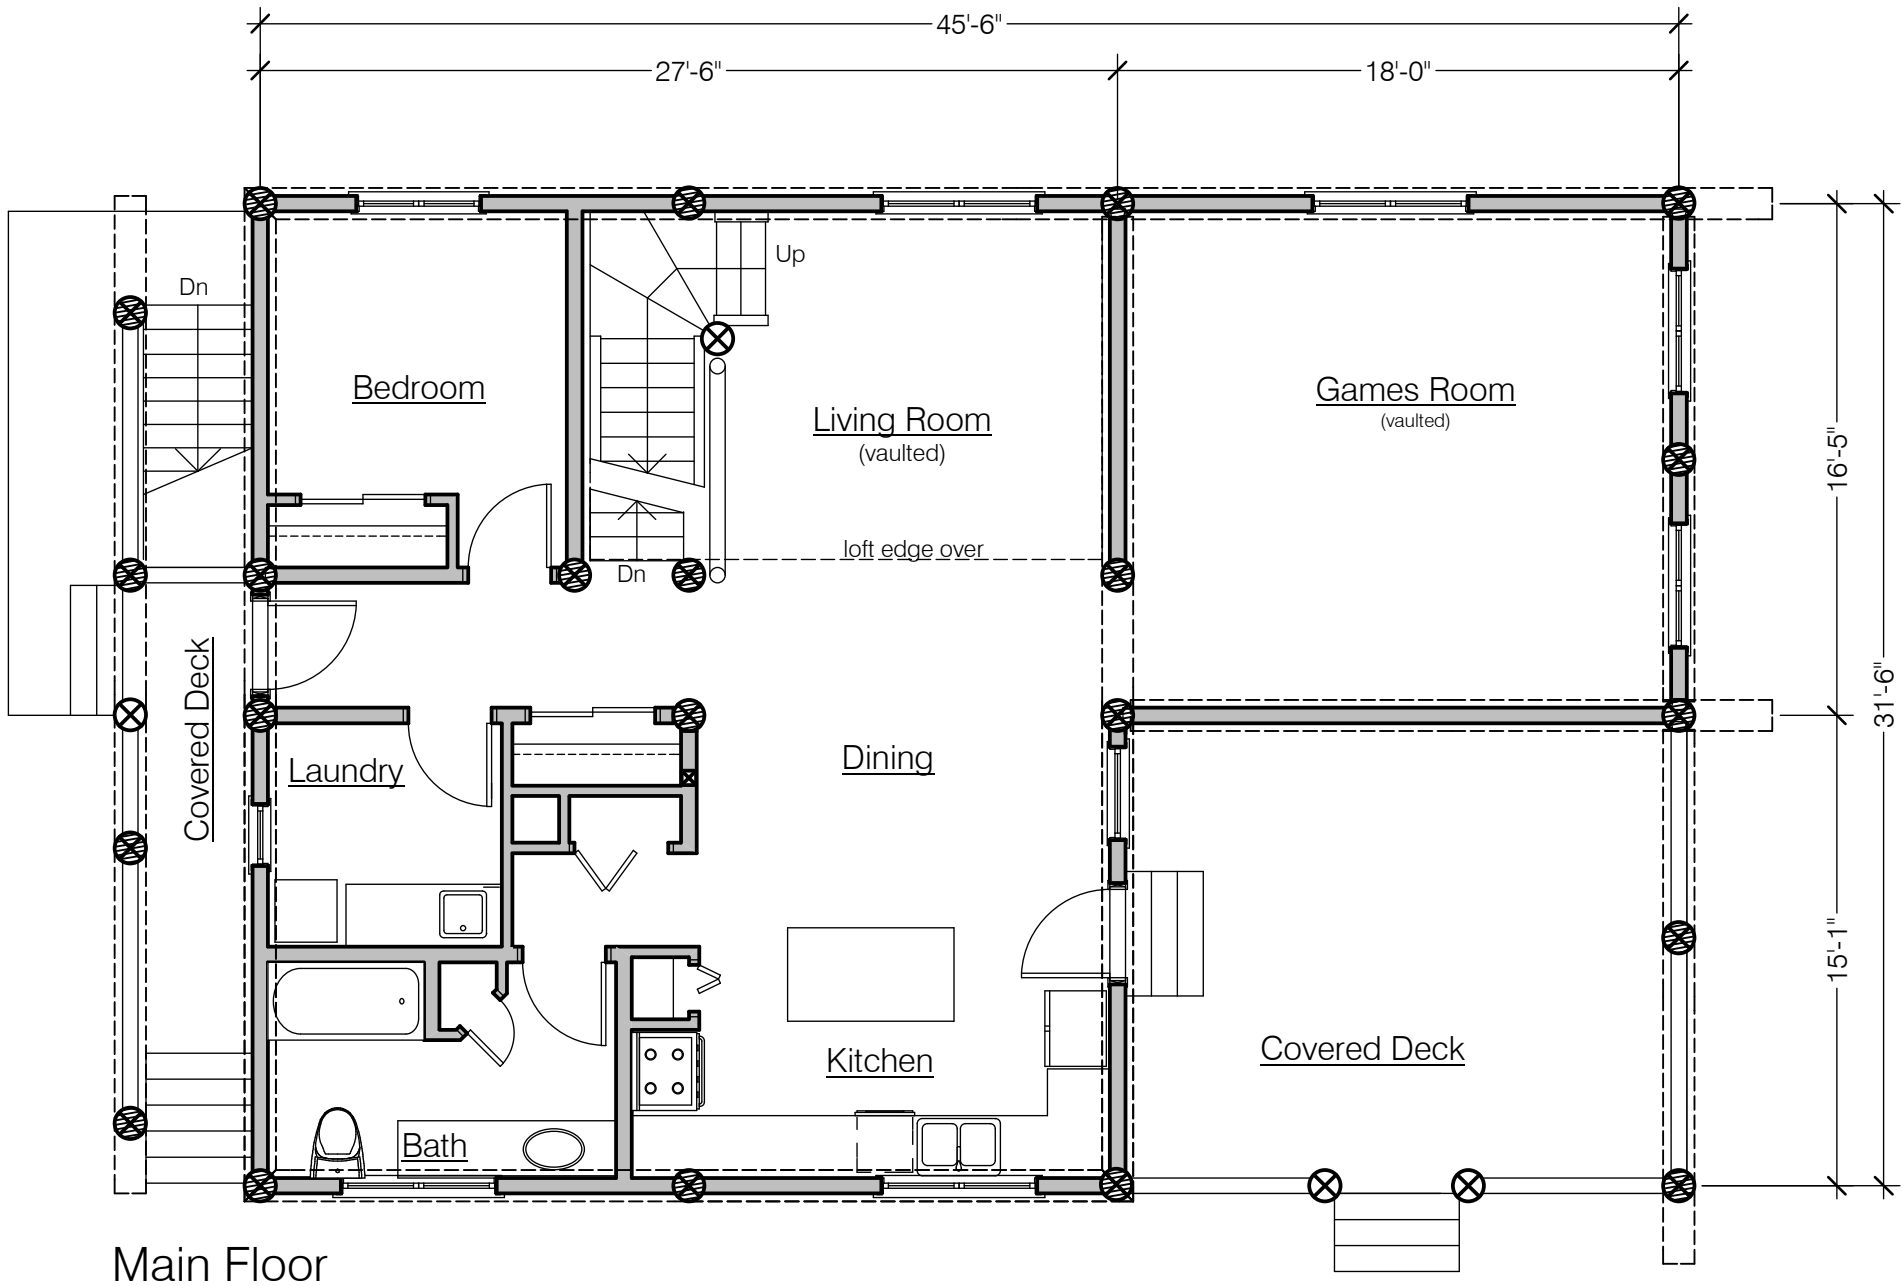 45'-6"
27'-6"
18'-0"
Up
Dn
Bedroom
Games Room
(vaulted)
Living Room
(vaulted)
16'-5"
loft edge over
Dn
Covered Deck
31'-6"
Dining
Laundry
15'-1"
Covered Deck
Kitchen
Bath
Main Floor